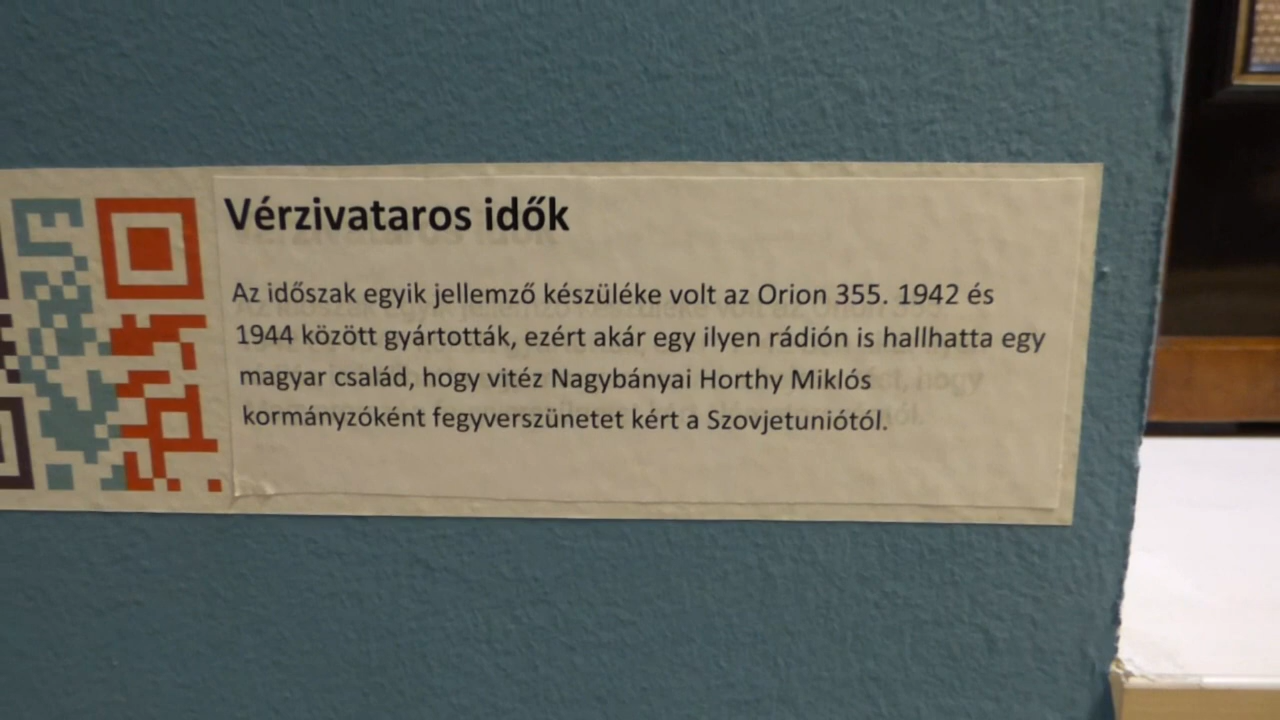 Vérzivataros idők
Az időszak egyik jellemző készüléke volt az Orion 355. 1942 és
1944 között gyártották, ezért akár egy ilyen rádión is hallhatta egy
magyar család, hogy vitéz Nagybányai Horthy Miklós
kormányzóként fegyverszünetet kért a Szovjetuniótól.